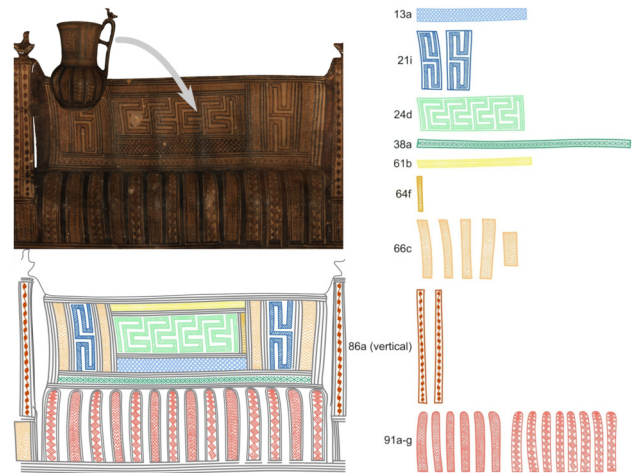 13a
21i
24d
38a
61b
64f
66c
86a (vertical)
91a-g